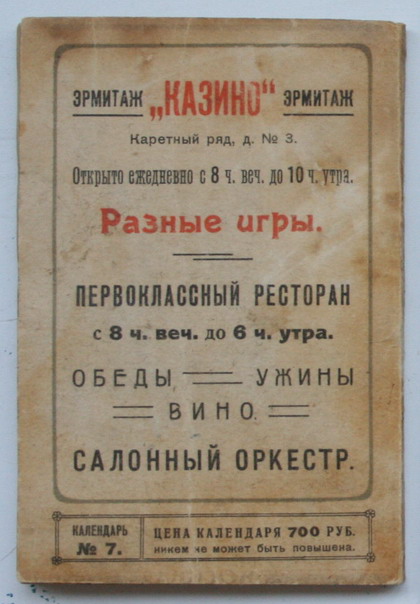 ЭРМИТАЖ „КАЗИНО“ ЭРМИТАЖ
Каретный ряд, д. № 3.
Открыто ежедневно с 8 ч. веч. до 10 ч. утра.
Разные игры.
ПЕРВОКЛАССНЫЙ РЕСТОРАН
с 8 ч. веч. до 6 ч. утра.
ОБЕДЫ, УЖИНЫ
ВИНО.
САЛОННЫЙ ОРКЕСТР.
КАЛЕНДАРЬ
№ 7.
ЦЕНА КАЛЕНДАРЯ 700 РУБ.
никем не может быть повышена.